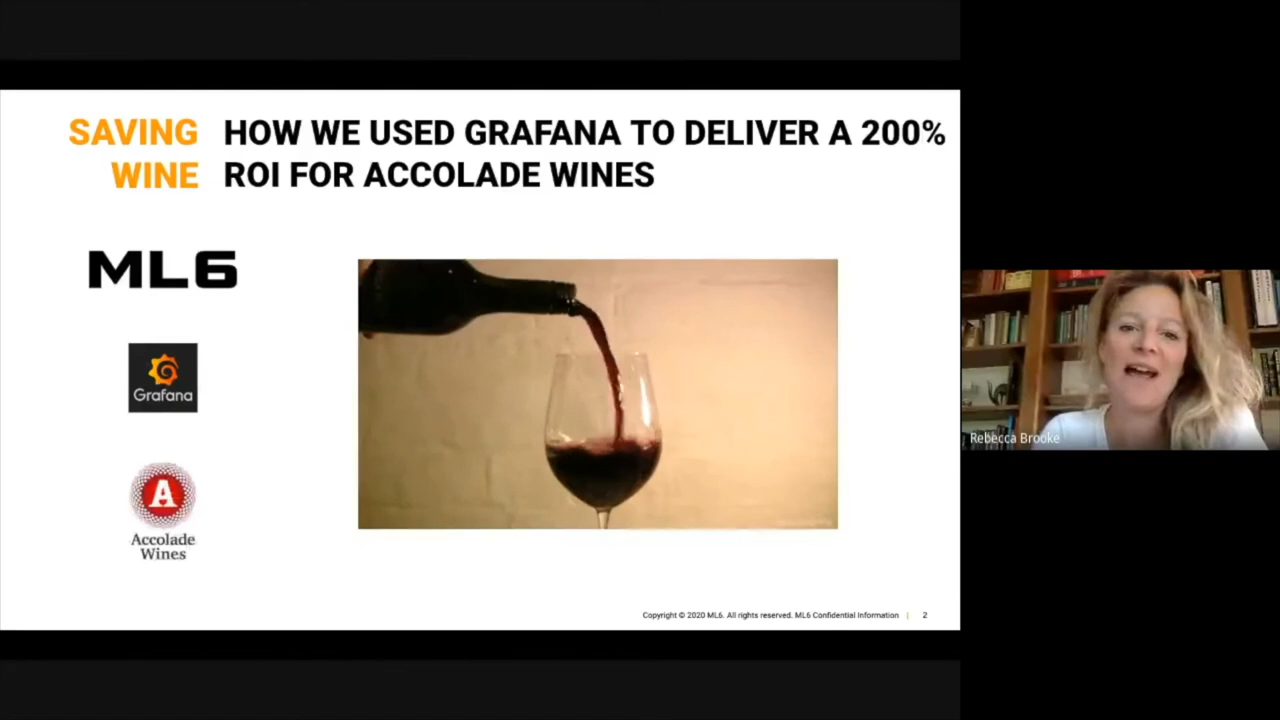 SAVING HOW WE USED GRAFANA TO DELIVER A 200%
WINE ROI FOR ACCOLADE WINES
ML6
Grafana
A
Accolade
Wines
Rebecca Brooke
Copyright © 2020 ML6. All rights reserved. ML6 Confidential Information | 2